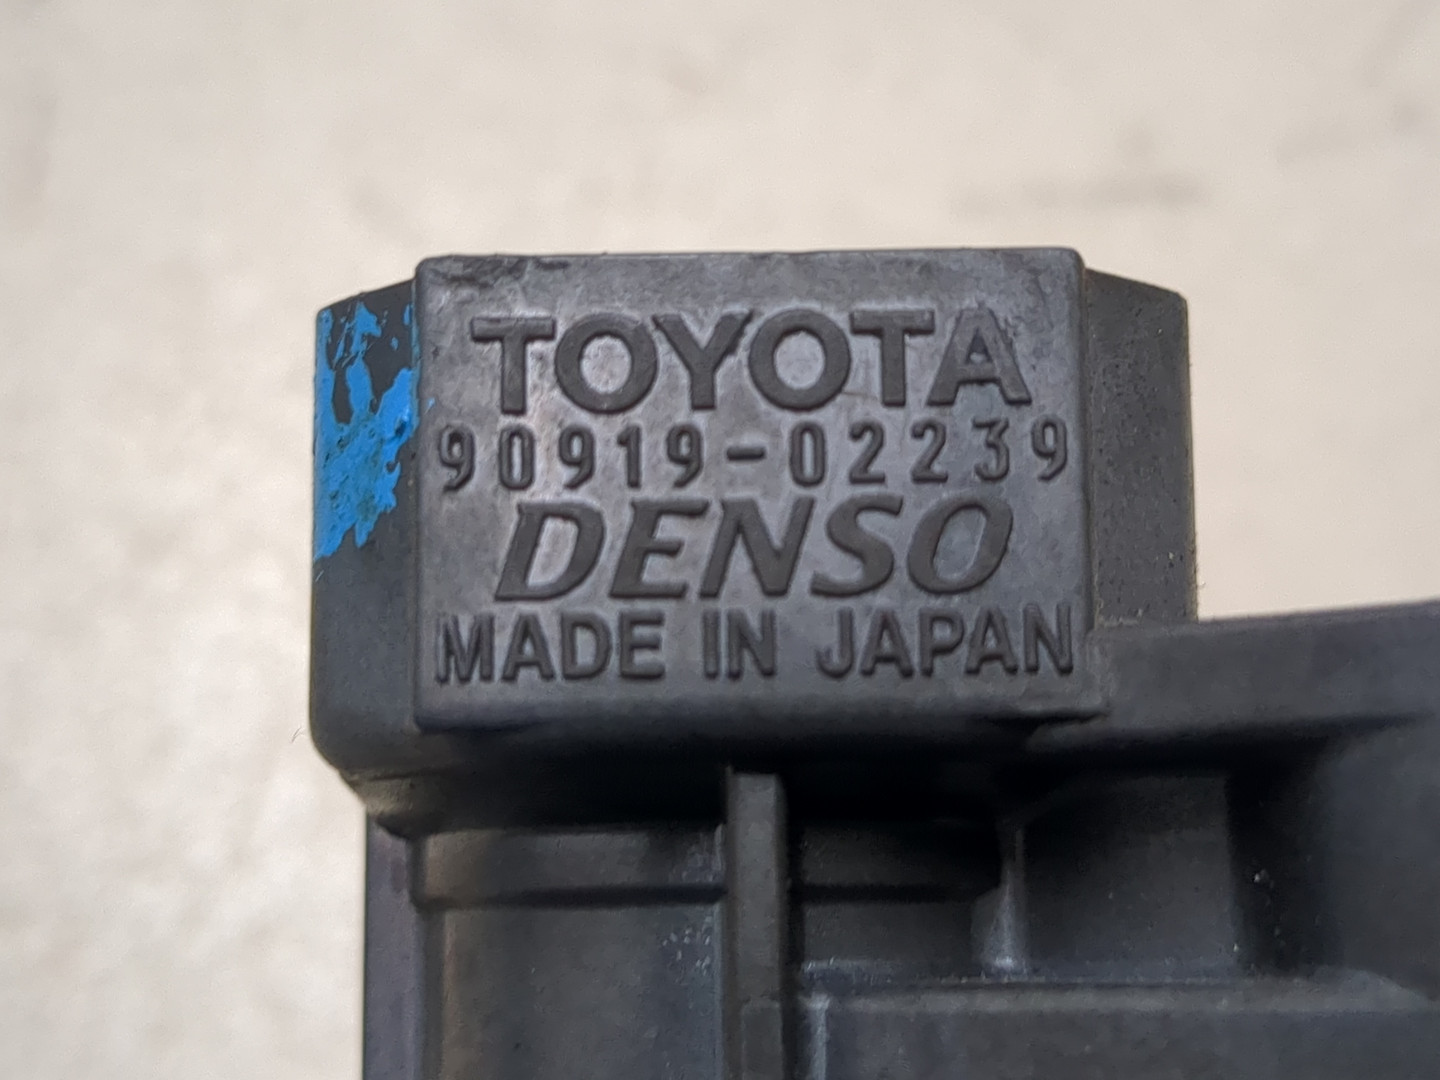 TOYOTA
90919-02239
DENSO
MADE IN JAPAN